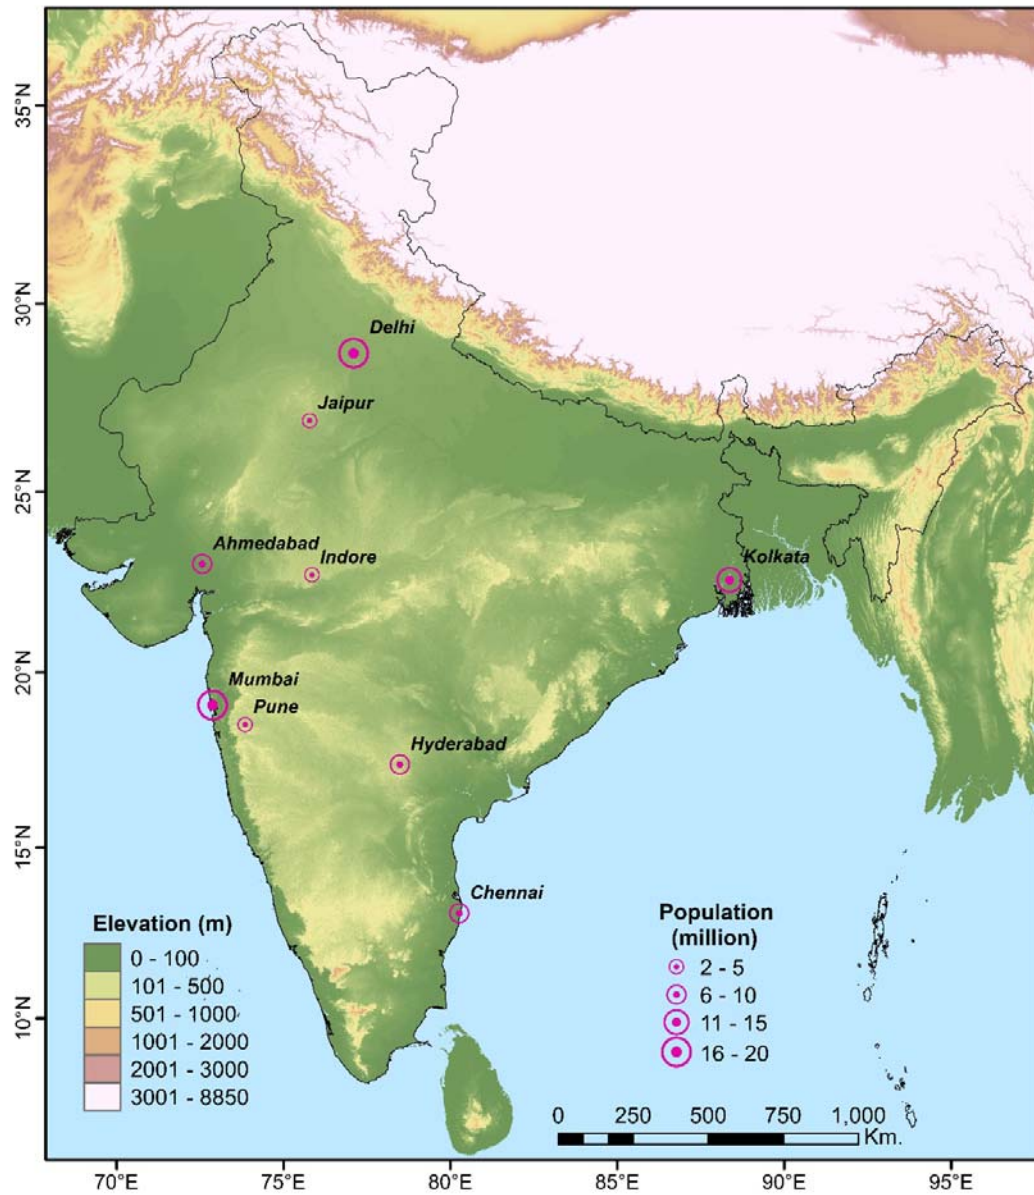 35°N
30°N
25°N
20°N
15°N
10°N
Delhi
Jaipur
Ahmedabad
Indore
Kolkata
Mumbai
Pune
Hyderabad
Chennai
Elevation (m)
0 - 100
101 - 500
501 - 1000
1001 - 2000
2001 - 3000
3001 - 8850
Population
(million)
2 - 5
6 - 10
11 - 15
16 - 20
0 250 500 750 1,000
Km.
70°E 75°E 80°E 85°E 90°E 95°E